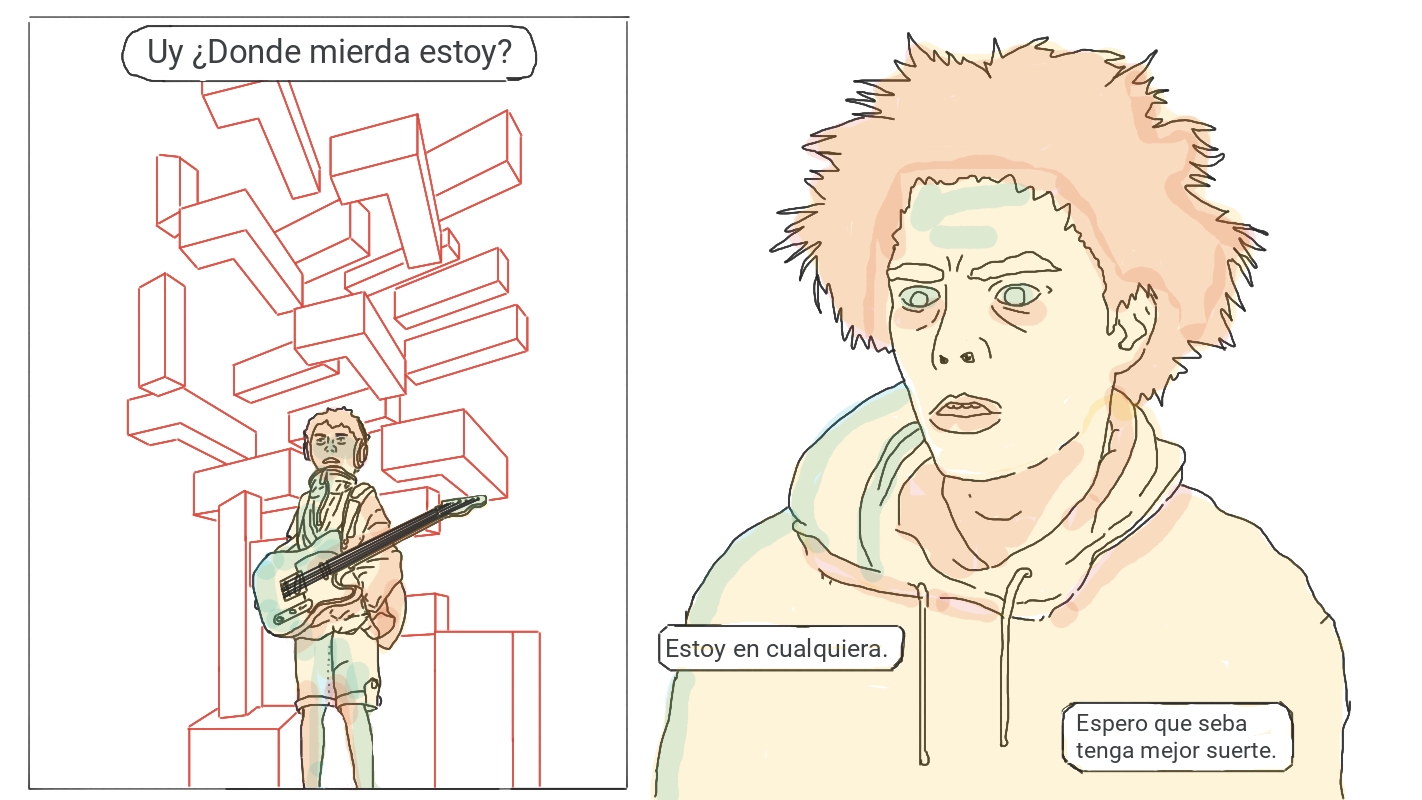 Uy ¿Donde mierda estoy?
Estoy en cualquiera.
Espero que seba
tenga mejor suerte.